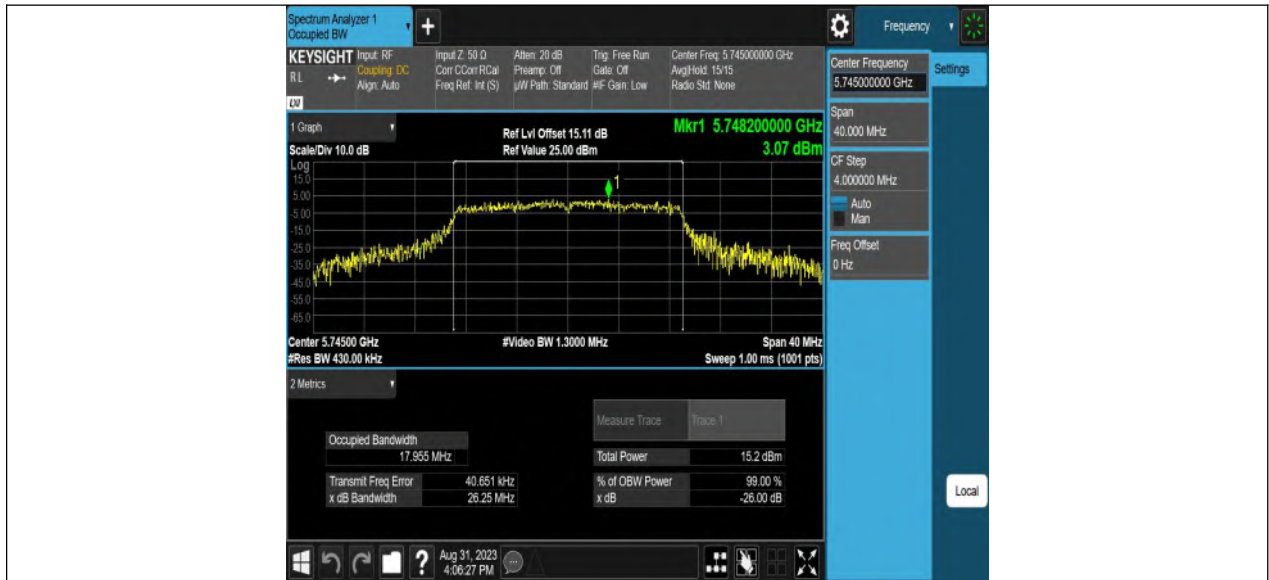 Spectrum Analyzer 1
Occupied BW
+
Frequency
KEYSIGHT
RL
LXI
Input: RF
Coupling: DC
Align: Auto
Input Z: 50 Ω
Corr CCorr RCal
Freq Ref: Int (S)
Atten: 20 dB
Preamp: Off
µW Path: Standard
Trig: Free Run
Gate: Off
#IF Gain: Low
Center Freq: 5.745000000 GHz
Avg|Hold: 15/15
Radio Std: None
Center Frequency
5.745000000 GHz
Settings
Span
40.000 MHz
CF Step
4.000000 MHz
Auto
Man
Freq Offset
0 Hz
1 Graph
Scale/Div 10.0 dB
Ref Lvl Offset 15.11 dB
Ref Value 25.00 dBm
Mkr1 5.748200000 GHz
3.07 dBm
Log
15.0
5.00
-5.00
-15.0
-25.0
-35.0
-45.0
-55.0
-65.0
1
Center 5.74500 GHz
#Res BW 430.00 kHz
#Video BW 1.3000 MHz
Span 40 MHz
Sweep 1.00 ms (1001 pts)
2 Metrics
Measure Trace Trace 1
Occupied Bandwidth
17.955 MHz
Total Power 15.2 dBm
Transmit Freq Error 40.651 kHz
% of OBW Power 99.00 %
x dB Bandwidth 26.25 MHz
x dB -26.00 dB
Local
?
Aug 31, 2023
4:06:27 PM